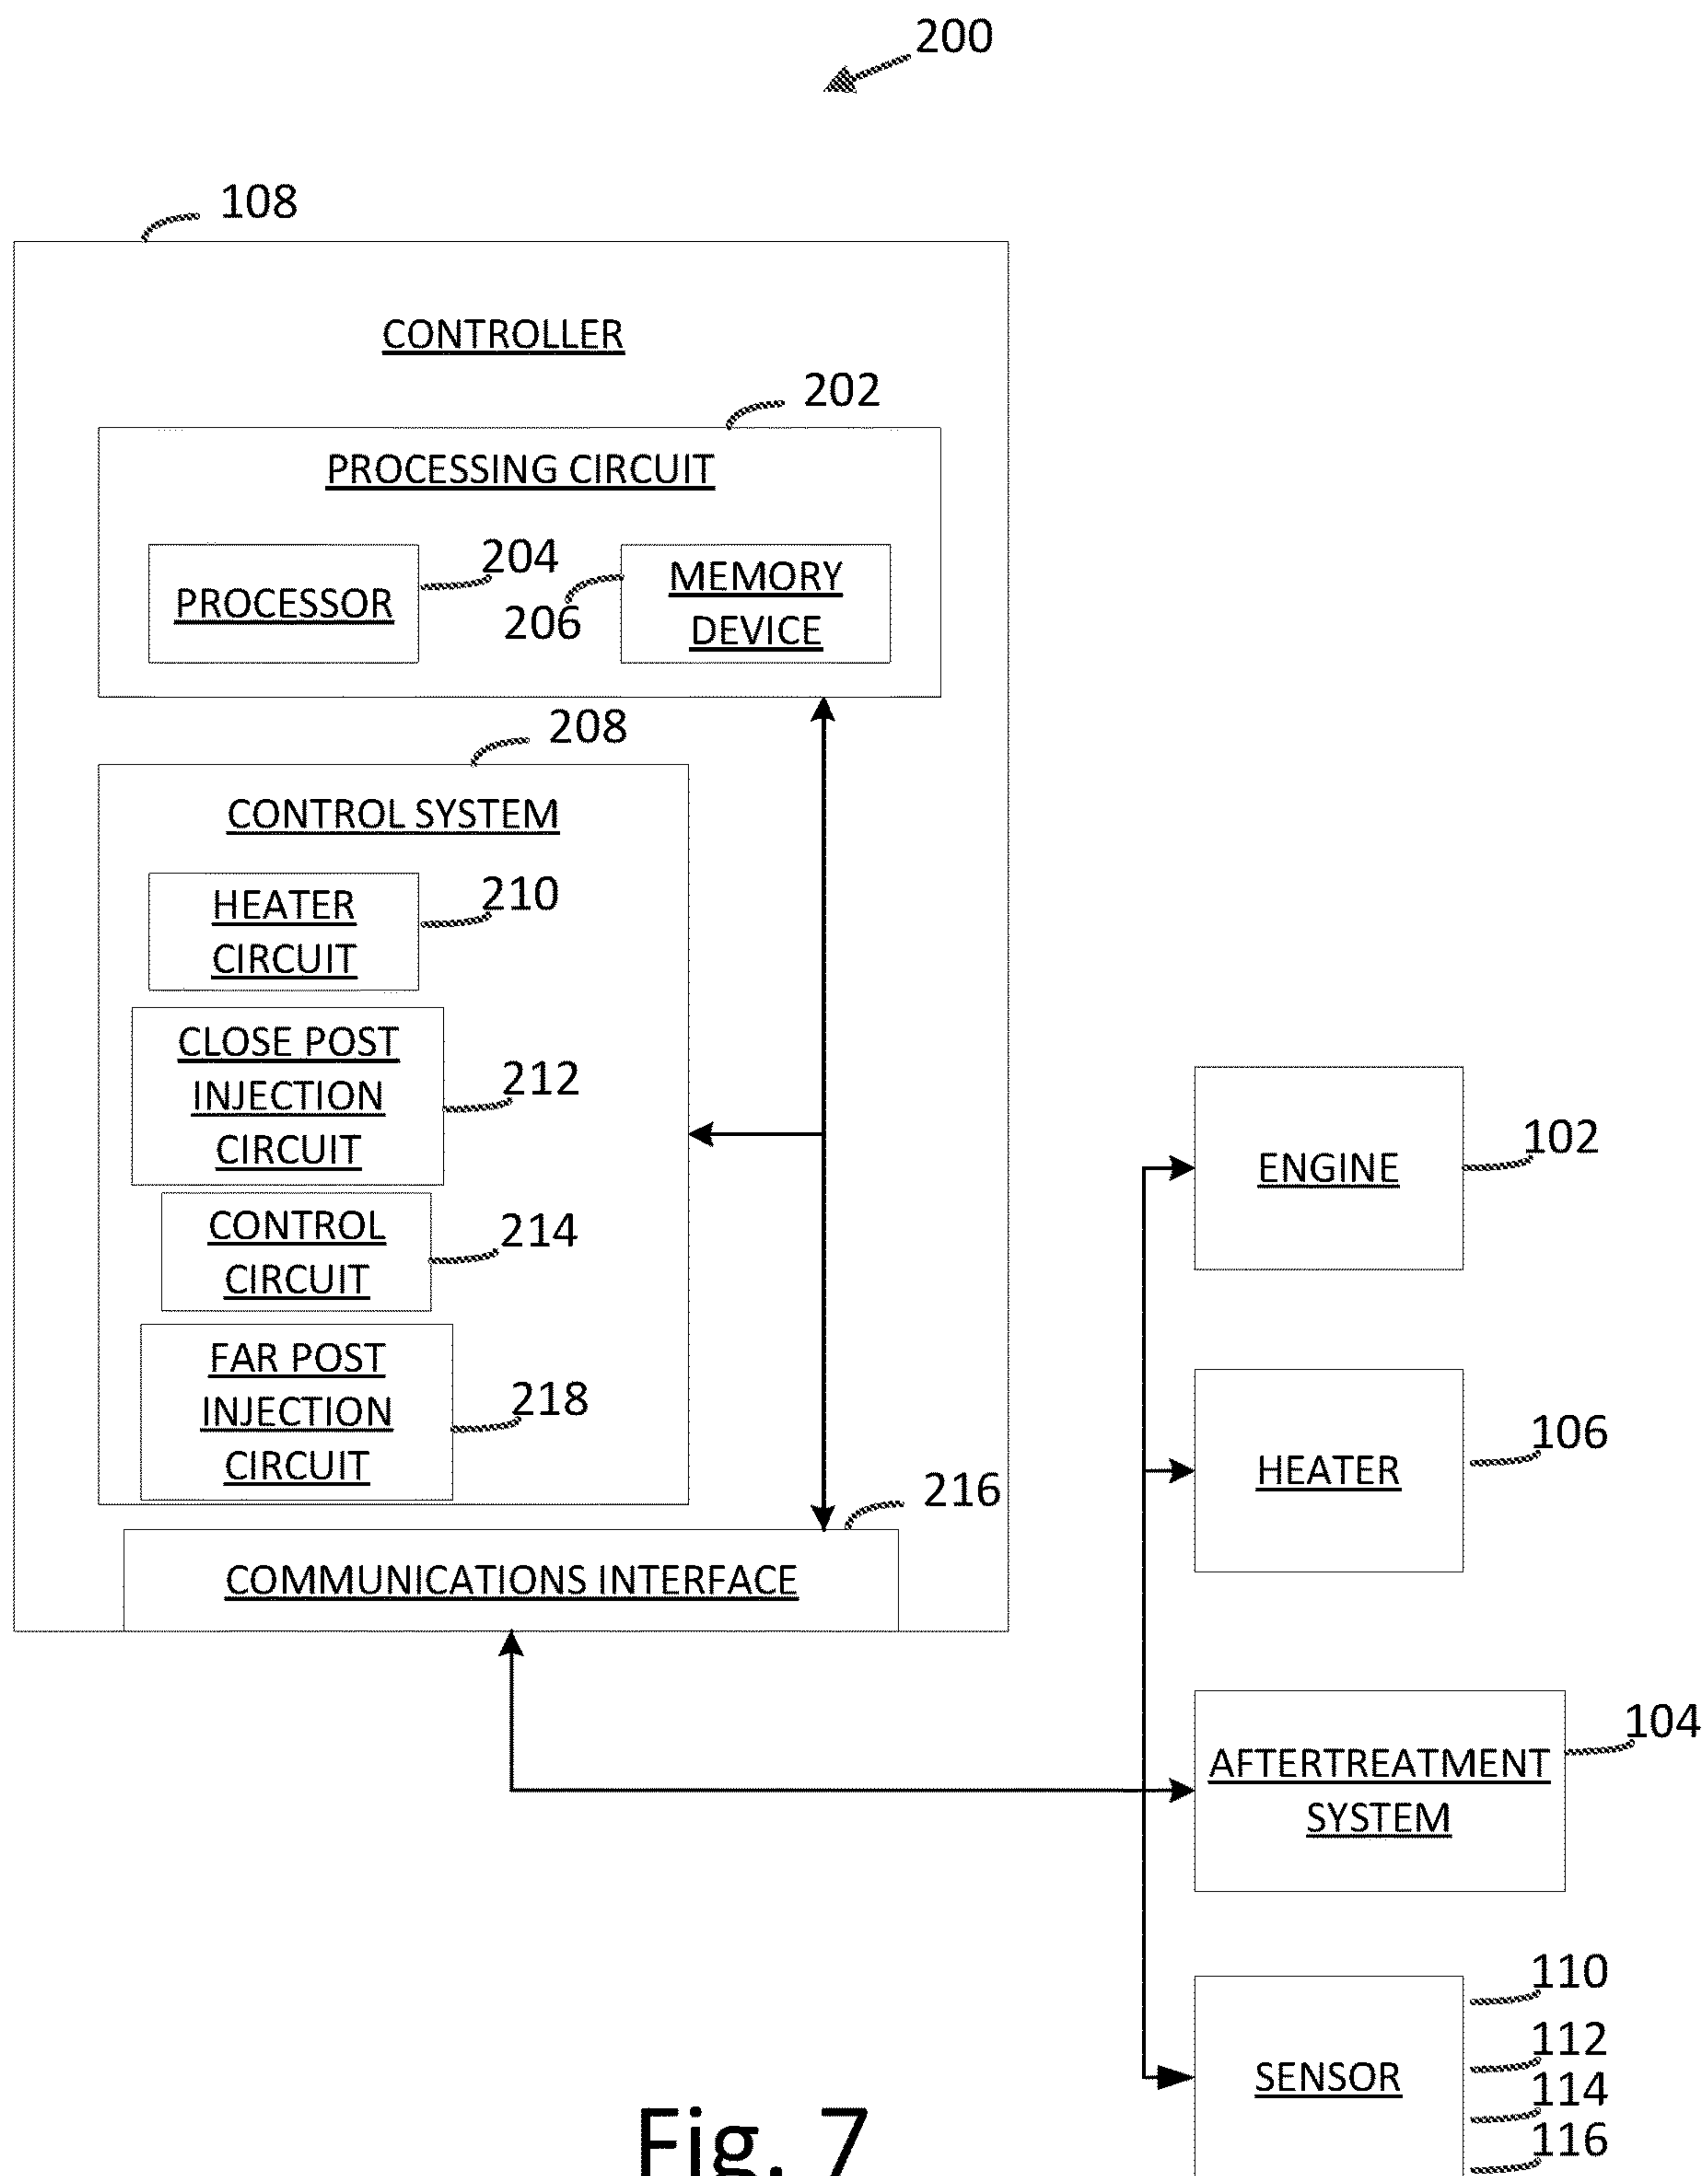 200
108
CONTROLLER
202
PROCESSING CIRCUIT
PROCESSOR
204
206
MEMORY
DEVICE
208
CONTROL SYSTEM
HEATER
CIRCUIT
210
CLOSE POST
INJECTION
CIRCUIT
212
CONTROL
CIRCUIT
214
FAR POST
INJECTION
CIRCUIT
218
216
COMMUNICATIONS INTERFACE
ENGINE
102
HEATER
106
AFTERTREATMENT
SYSTEM
104
SENSOR
110
112
114
116
Fig. 7